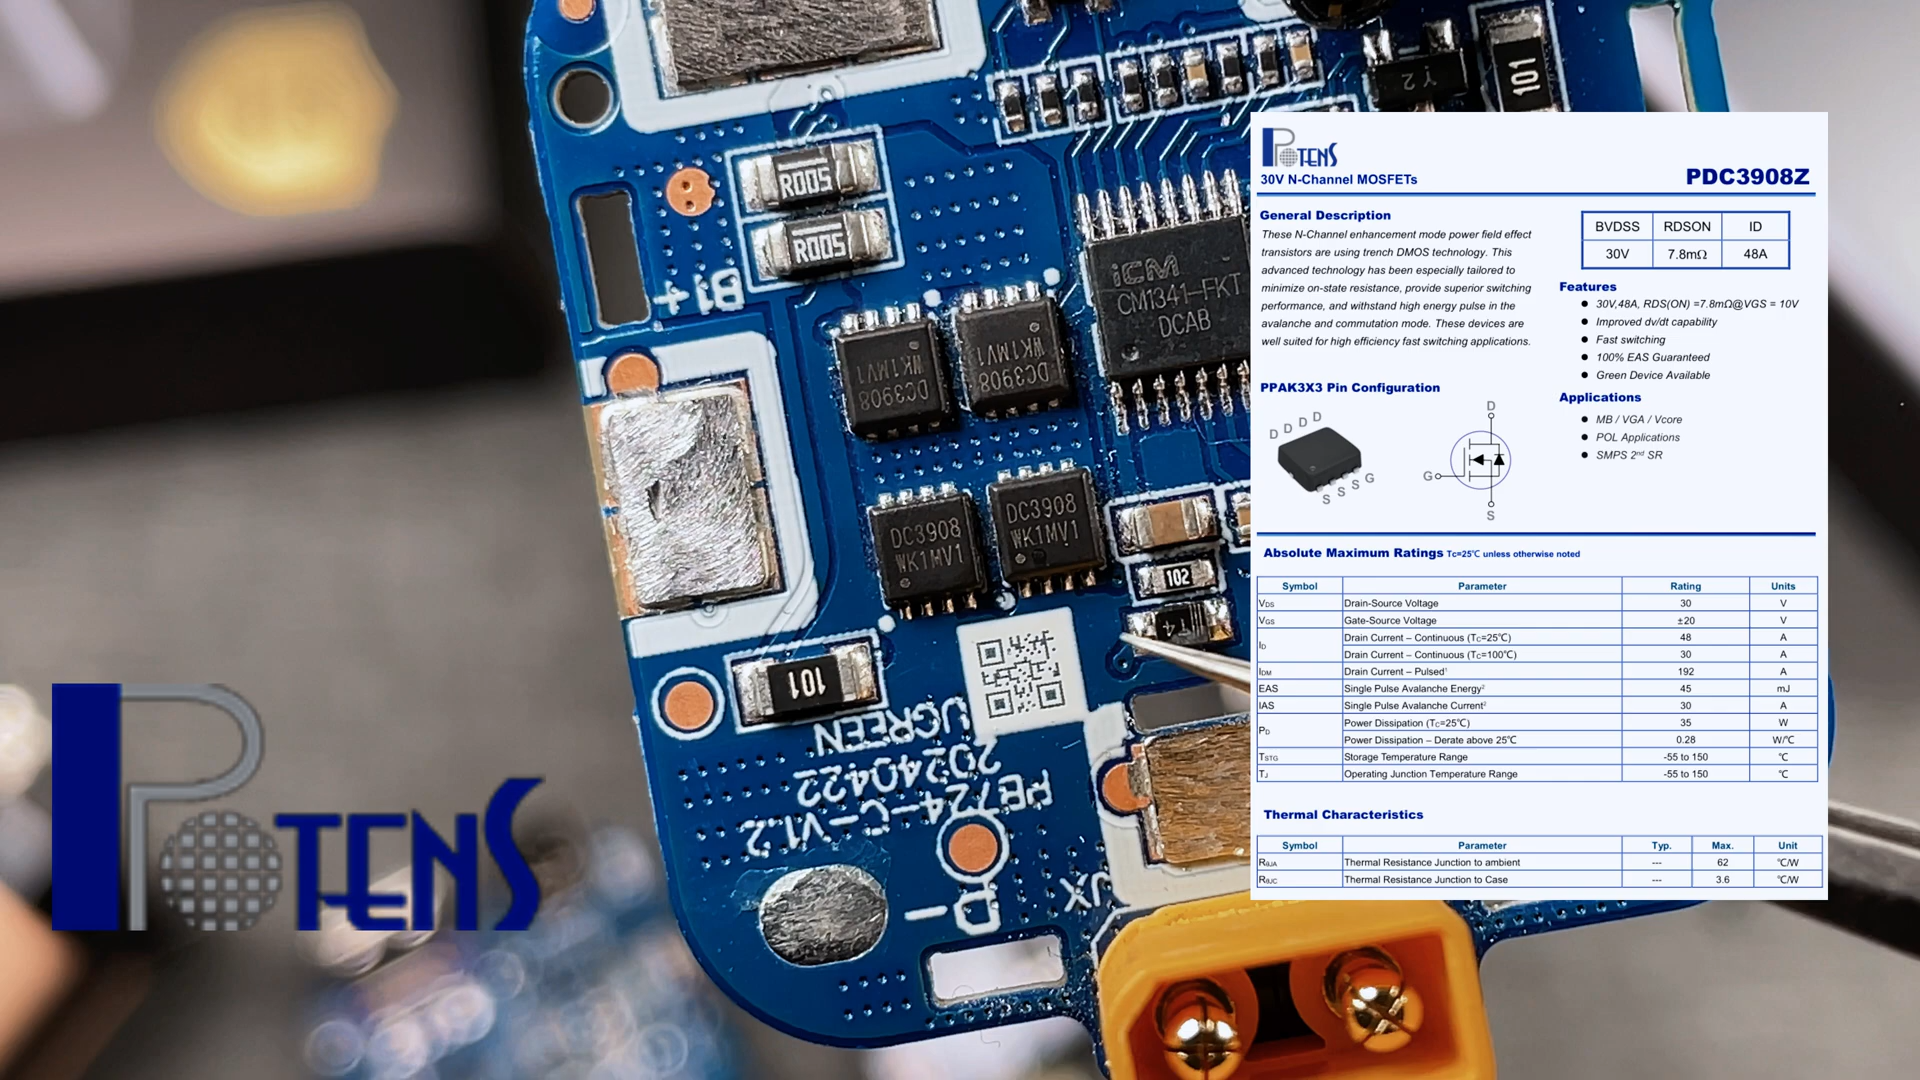 Y2
101
R005
R005
B1+
iCM
CM1341-FKT
DCAB
DC3908
WK1MV1
DC3908
WK1MV1
DC3908
WK1MV1
DC3908
WK1MV1
102
101
UGREEN
20240422
PB724-C-V1.2
P-
POTENS
POTENS
30V N-Channel MOSFETs
PDC3908Z
General Description
These N-Channel enhancement mode power field effect
transistors are using trench DMOS technology. This
advanced technology has been especially tailored to
minimize on-state resistance, provide superior switching
performance, and withstand high energy pulse in the
avalanche and commutation mode. These devices are
well suited for high efficiency fast switching applications.
BVDSS RDSON ID
30V 7.8mΩ 48A
Features
● 30V,48A, RDS(ON) =7.8mΩ@VGS = 10V
● Improved dv/dt capability
● Fast switching
● 100% EAS Guaranteed
● Green Device Available
PPAK3X3 Pin Configuration
D D D D
S S S G
D
G
S
Applications
● MB / VGA / Vcore
● POL Applications
● SMPS 2nd SR
Absolute Maximum Ratings Tc=25℃ unless otherwise noted
Symbol Parameter Rating Units
VDS Drain-Source Voltage 30 V
VGS Gate-Source Voltage ±20 V
ID Drain Current – Continuous (TC=25℃) 48 A
Drain Current – Continuous (TC=100℃) 30 A
IDM Drain Current – Pulsed1 192 A
EAS Single Pulse Avalanche Energy2 45 mJ
IAS Single Pulse Avalanche Current2 30 A
PD Power Dissipation (TC=25℃) 35 W
Power Dissipation – Derate above 25℃ 0.28 W/℃
TSTG Storage Temperature Range -55 to 150 ℃
TJ Operating Junction Temperature Range -55 to 150 ℃
Thermal Characteristics
Symbol Parameter Typ. Max. Unit
RθJA Thermal Resistance Junction to ambient --- 62 ℃/W
RθJC Thermal Resistance Junction to Case --- 3.6 ℃/W